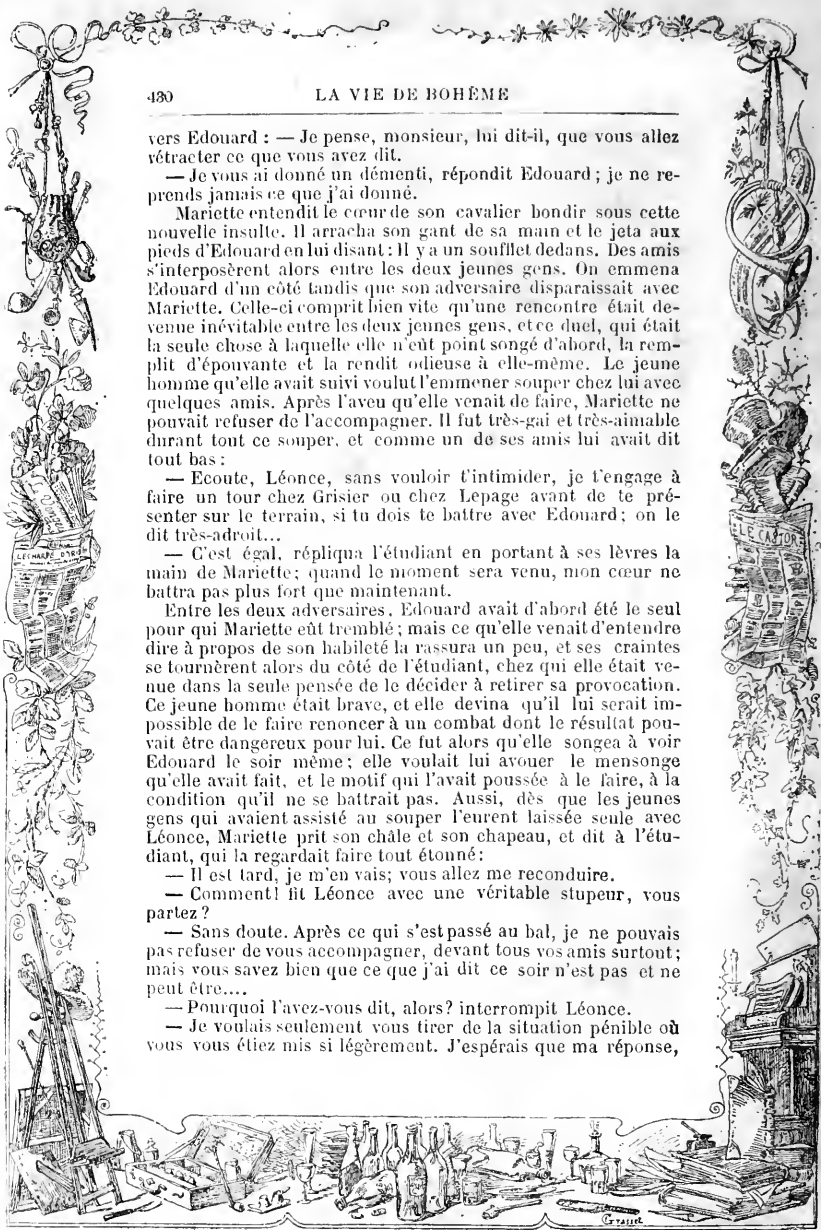 430 LA VIE DE BOHÊME
vers Edouard : — Je pense, monsieur, lui dit-il, que vous allez
rétracter ce que vous avez dit.
— Je vous ai donné un démenti, répondit Edouard ; je ne re-
prends jamais ce que j'ai donné.
Mariette entendit le cœur de son cavalier bondir sous cette
nouvelle insulte. Il arracha son gant de sa main et le jeta aux
pieds d'Edouard en lui disant : Il y a un soufflet dedans. Des amis
s'interposèrent alors entre les deux jeunes gens. On emmena
Edouard d'un côté tandis que son adversaire disparaissait avec
Mariette. Celle-ci comprit bien vite qu'une rencontre était de-
venue inévitable entre les deux jeunes gens, et ce duel, qui était
la seule chose à laquelle elle n'eût point songé d'abord, la rem-
plit d'épouvante et la rendit odieuse à elle-même. Le jeune
homme qu'elle avait suivi voulut l'emmener souper chez lui avec
quelques amis. Après l'aveu qu'elle venait de faire, Mariette ne
pouvait refuser de l'accompagner. Il fut très-gai et très-aimable
durant tout ce souper, et comme un de ses amis lui avait dit
tout bas :
— Ecoute, Léonce, sans vouloir t'intimider, je t'engage à
faire un tour chez Grisier ou chez Lepage avant de te pré-
senter sur le terrain, si tu dois te battre avec Edouard ; on le
dit très-adroit...
— C'est égal, répliqua l'étudiant en portant à ses lèvres la
main de Mariette ; quand le moment sera venu, mon cœur ne
battra pas plus fort que maintenant.
Entre les deux adversaires, Edouard avait d'abord été le seul
pour qui Mariette eût tremblé ; mais ce qu'elle venait d'entendre
dire à propos de son habileté la rassura un peu, et ses craintes
se tournèrent alors du côté de l'étudiant, chez qui elle était ve-
nue dans la seule pensée de le décider à retirer sa provocation.
Ce jeune homme était brave, et elle devina qu'il lui serait im-
possible de le faire renoncer à un combat dont le résultat pou-
vait être dangereux pour lui. Ce fut alors qu'elle songea à voir
Edouard le soir même ; elle voulait lui avouer le mensonge
qu'elle avait fait, et le motif qui l'avait poussée à le faire, à la
condition qu'il ne se battrait pas. Aussi, dès que les jeunes
gens qui avaient assisté au souper l'eurent laissée seule avec
Léonce, Mariette prit son châle et son chapeau, et dit à l'étu-
diant, qui la regardait faire tout étonné :
— Il est tard, je m'en vais ; vous allez me reconduire.
— Comment ! fit Léonce avec une véritable stupeur, vous
partez ?
— Sans doute. Après ce qui s'est passé au bal, je ne pouvais
pas refuser de vous accompagner, devant tous vos amis surtout ;
mais vous savez bien que ce que j'ai dit ce soir n'est pas et ne
peut être....
— Pourquoi l'avez-vous dit, alors ? interrompit Léonce.
— Je voulais seulement vous tirer de la situation pénible où
vous vous étiez mis si légèrement. J'espérais que ma réponse,
L'ECHARPE D'IRIS
LE CASTOR
Grasset